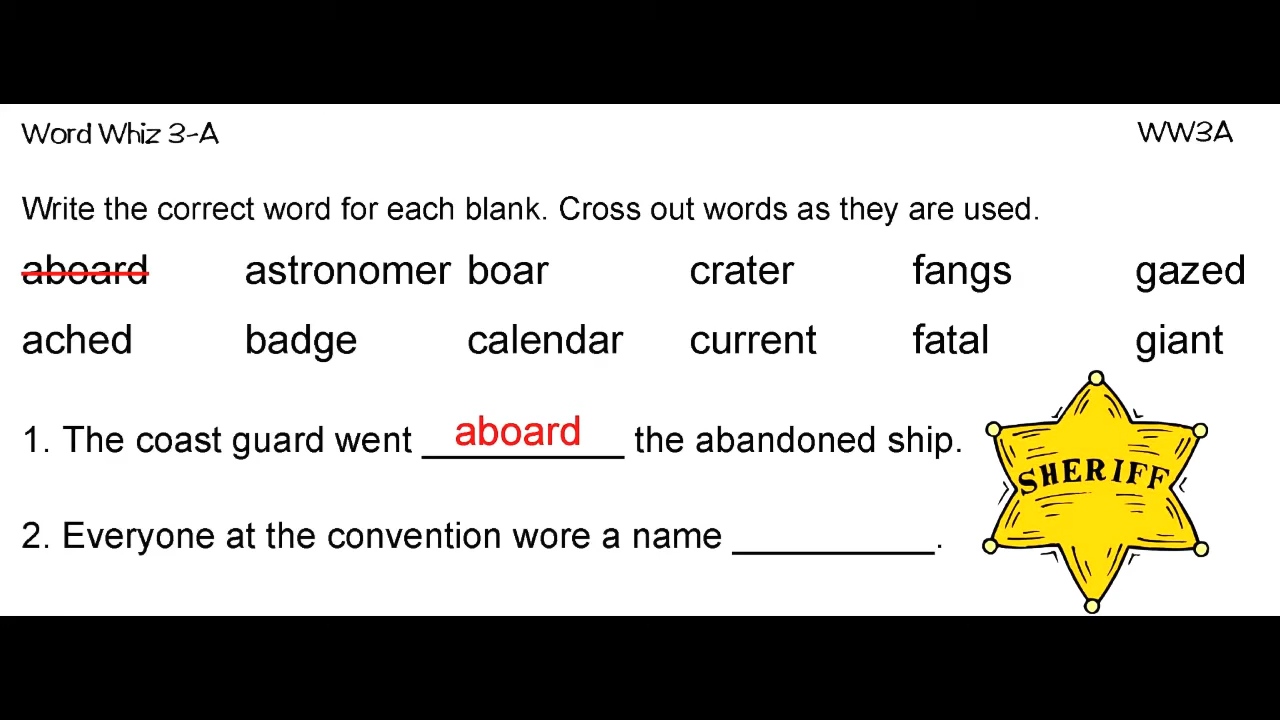 Word Whiz 3-A WW3A
Write the correct word for each blank. Cross out words as they are used.
aboard astronomer boar crater fangs gazed
ached badge calendar current fatal giant
1. The coast guard went aboard the abandoned ship.
SHERIFF
2. Everyone at the convention wore a name __________.